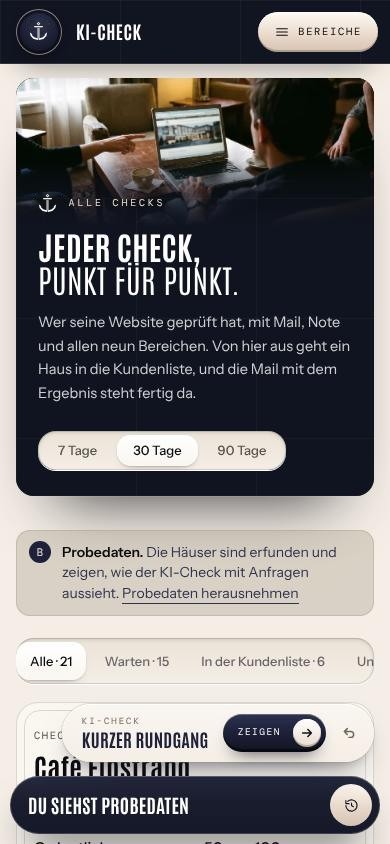 KI-CHECK
BEREICHE
ALLE CHECKS
JEDER CHECK,
PUNKT FÜR PUNKT.
Wer seine Website geprüft hat, mit Mail, Note
und allen neun Bereichen. Von hier aus geht ein
Haus in die Kundenliste, und die Mail mit dem
Ergebnis steht fertig da.
7 Tage 30 Tage 90 Tage
B Probedaten. Die Häuser sind erfunden und
zeigen, wie der KI-Check mit Anfragen
aussieht. Probedaten herausnehmen
Alle · 21 Warten · 15 In der Kundenliste · 6 Un
KI-CHECK
KURZER RUNDGANG
ZEIGEN
DU SIEHST PROBEDATEN